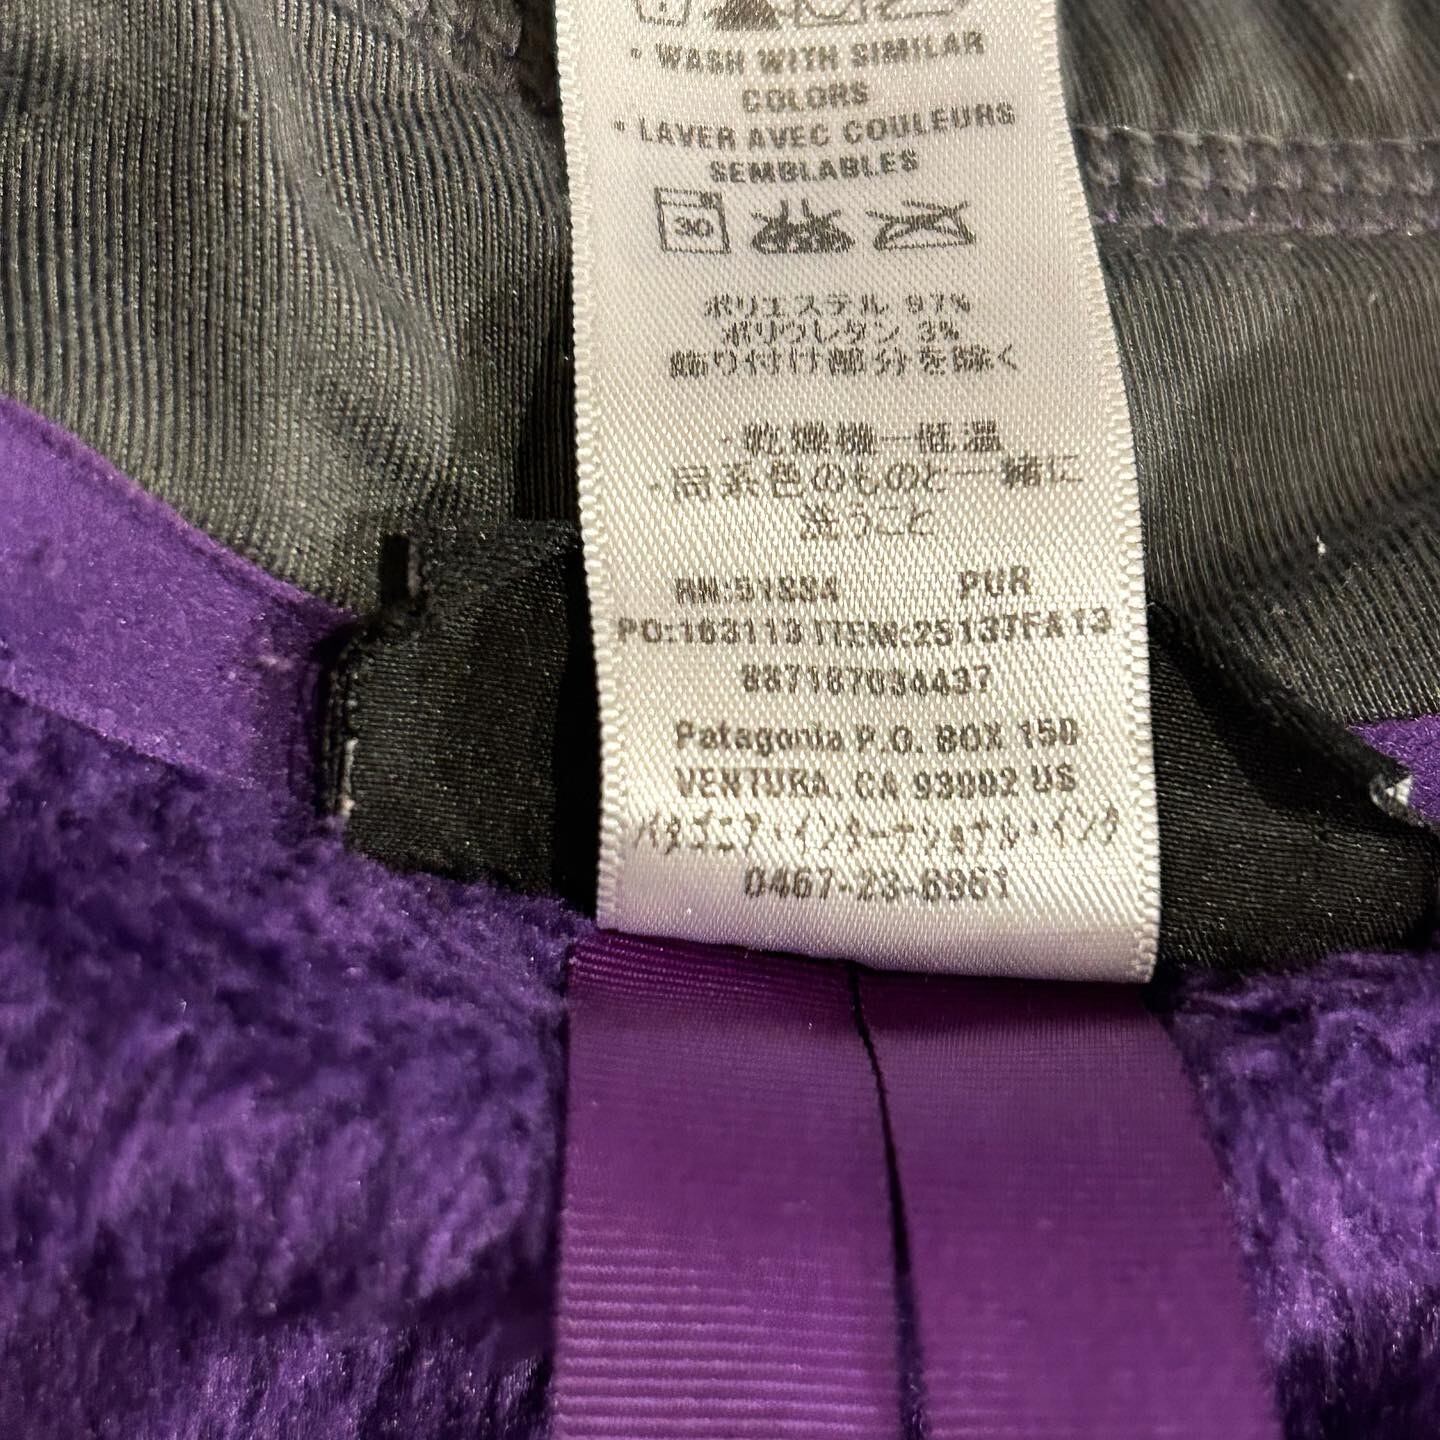 • WASH WITH SIMILAR
COLORS
• LAVER AVEC COULEURS
SEMBLABLES
30
ポリエステル 97%
ポリウレタン 3%
飾り付け部分を除く
・乾燥機一低温
・同系色のものと一緒に
洗うこと
RN:51884 PUR
PO:163113 ITEM:25137FA13
887187034437
Patagonia P.O. BOX 150
VENTURA, CA 93002 US
パタゴニア・インターナショナル・インク
0467-23-8961